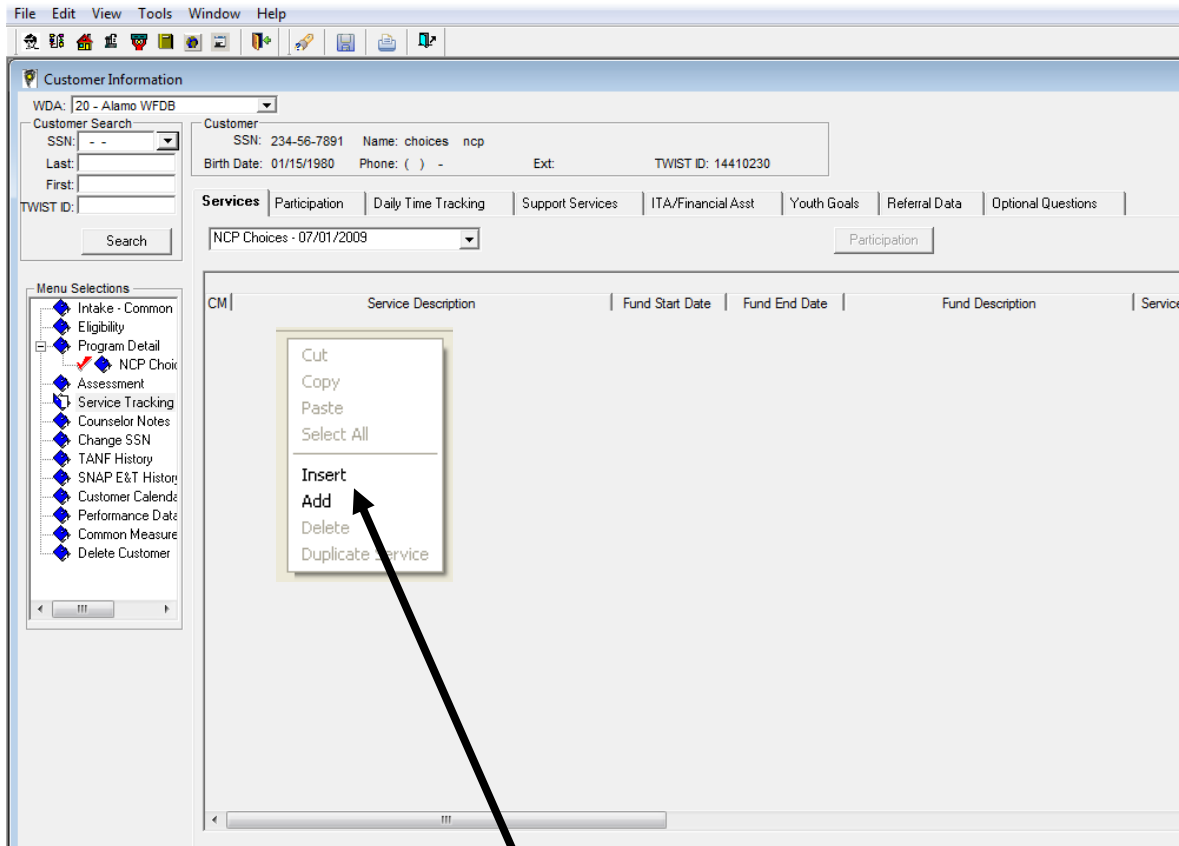 File Edit View Tools Window Help
Customer Information
WDA: 20 - Alamo WFDB
Customer Search
SSN: - -
Last:
First:
TWIST ID:
Search
Customer
SSN: 234-56-7891 Name: choices ncp
Birth Date: 01/15/1980 Phone: ( ) - Ext: TWIST ID: 14410230
Services Participation Daily Time Tracking Support Services ITA/Financial Asst Youth Goals Referral Data Optional Questions
NCP Choices - 07/01/2009 Participation
Menu Selections
Intake - Common
Eligibility
Program Detail
NCP Choic
Assessment
Service Tracking
Counselor Notes
Change SSN
TANF History
SNAP E&T History
Customer Calenda
Performance Data
Common Measure
Delete Customer
CM Service Description Fund Start Date Fund End Date Fund Description Service
Cut
Copy
Paste
Select All
Insert
Add
Delete
Duplicate Service